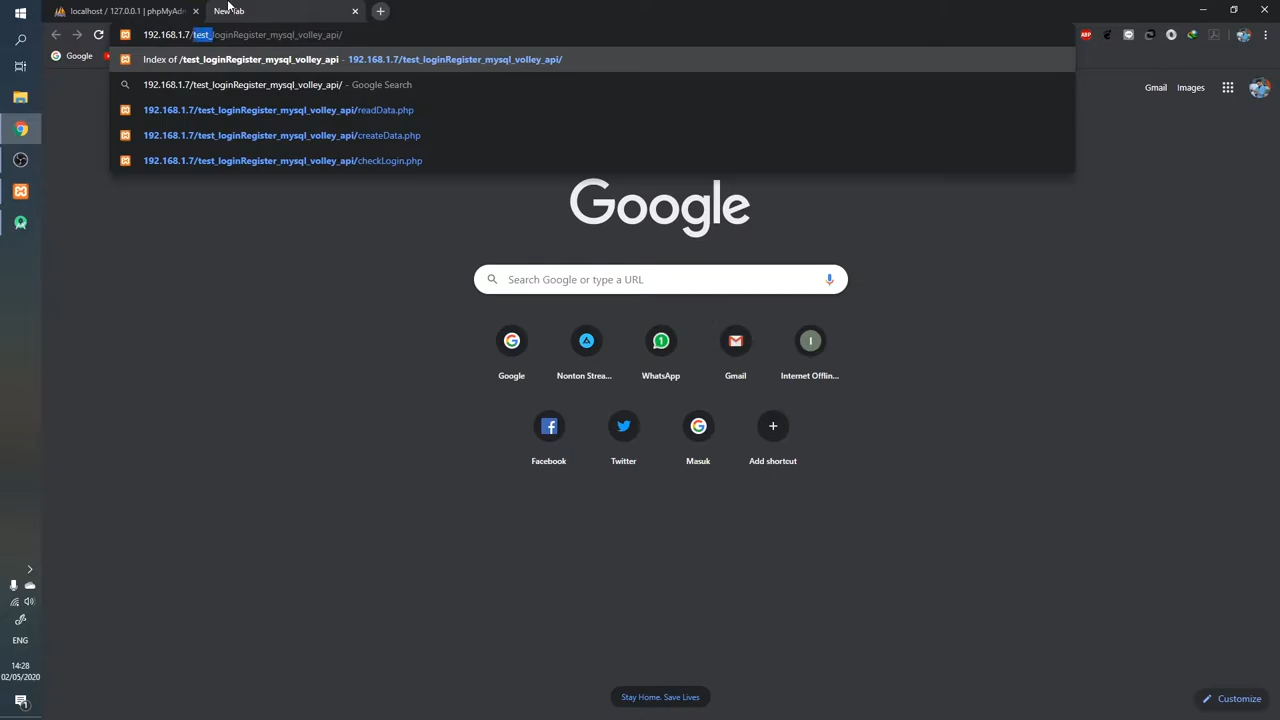 localhost / 127.0.0.1 | phpMyAdr
New Tab
192.168.1.7/test_loginRegister_mysql_volley_api/
Google
Index of /test_loginRegister_mysql_volley_api - 192.168.1.7/test_loginRegister_mysql_volley_api/
192.168.1.7/test_loginRegister_mysql_volley_api/ - Google Search
192.168.1.7/test_loginRegister_mysql_volley_api/readData.php
192.168.1.7/test_loginRegister_mysql_volley_api/createData.php
192.168.1.7/test_loginRegister_mysql_volley_api/checkLogin.php
ABP
Gmail Images
Google
Search Google or type a URL
Google
Nonton Strea...
1
WhatsApp
Gmail
I
Internet Offlin...
Facebook
Twitter
Masuk
Add shortcut
Stay Home. Save Lives
Customize
ENG
14:28
02/05/2020
1